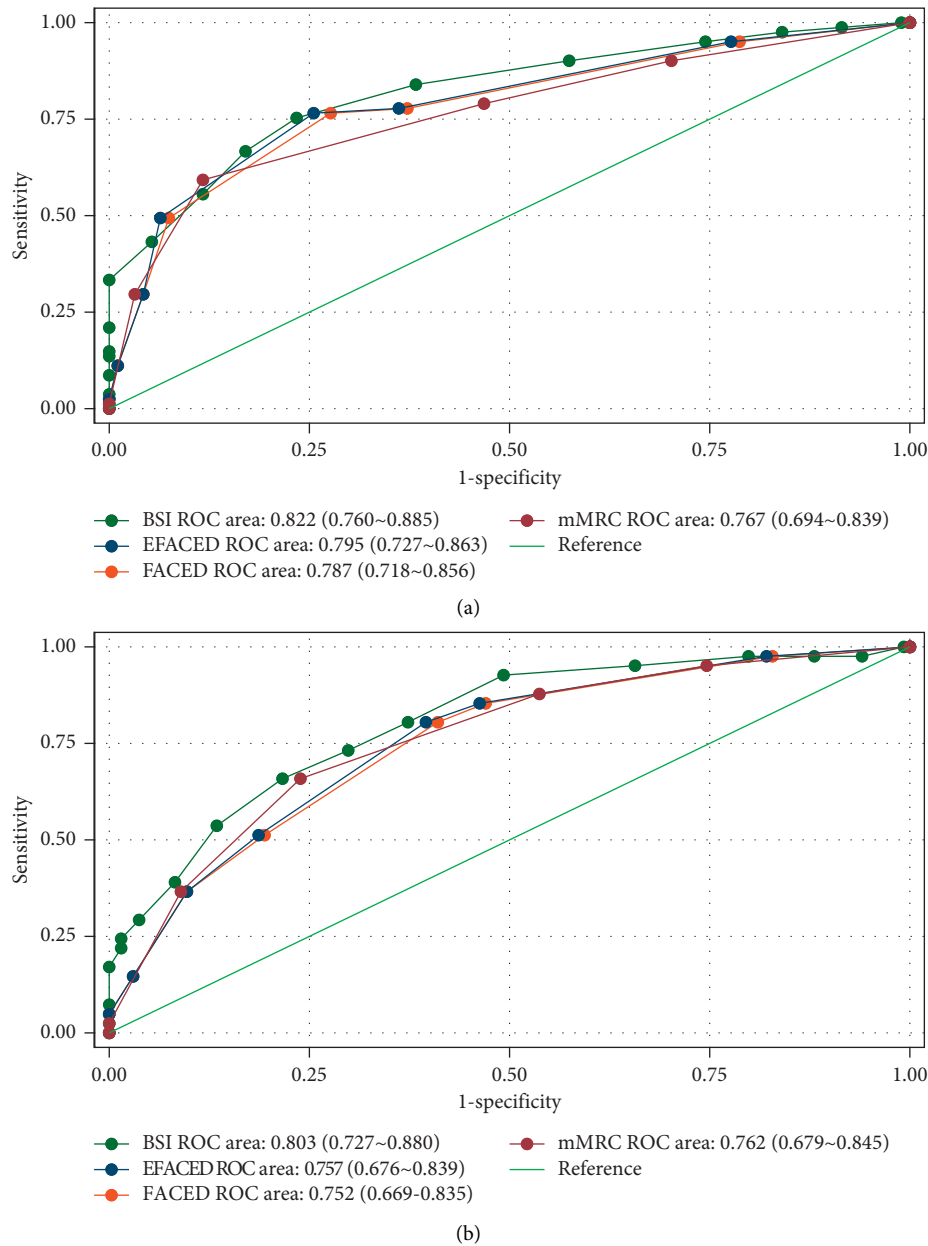 1.00
0.75
0.50
0.25
0.00
Sensitivity
0.00 0.25 0.50 0.75 1.00
1-specificity
BSI ROC area: 0.822 (0.760~0.885)
EFACED ROC area: 0.795 (0.727~0.863)
FACED ROC area: 0.787 (0.718~0.856)
mMRC ROC area: 0.767 (0.694~0.839)
Reference
(a)
1.00
0.75
0.50
0.25
0.00
Sensitivity
0.00 0.25 0.50 0.75 1.00
1-specificity
BSI ROC area: 0.803 (0.727~0.880)
EFACED ROC area: 0.757 (0.676~0.839)
FACED ROC area: 0.752 (0.669-0.835)
mMRC ROC area: 0.762 (0.679~0.845)
Reference
(b)